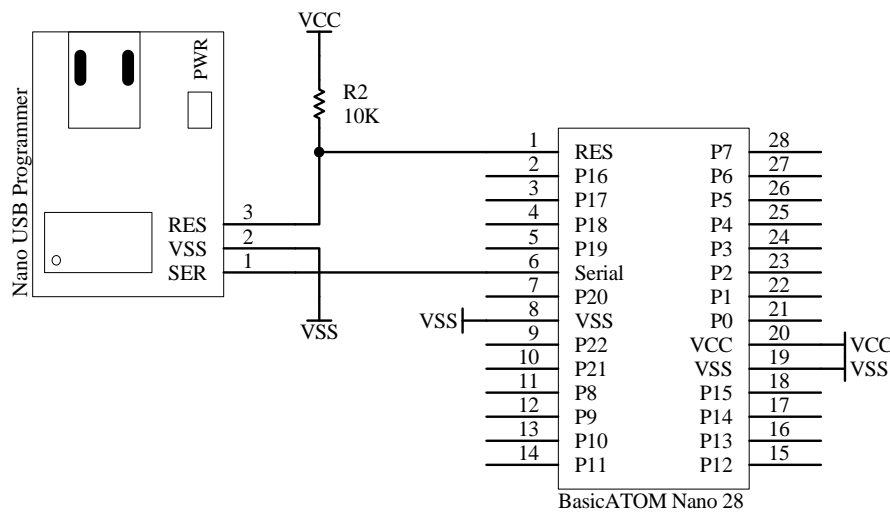 VCC
PWR
R2
10K
Nano USB Programmer
RES 3
VSS 2
SER 1
VSS
1 RES P7 28
2 P16 P6 27
3 P17 P5 26
4 P18 P4 25
5 P19 P3 24
6 Serial P2 23
7 P20 P1 22
VSS 8 VSS P0 21
9 P22 VCC 20 VCC
10 P21 VSS 19 VSS
11 P8 P15 18
12 P9 P14 17
13 P10 P13 16
14 P11 P12 15
BasicATOM Nano 28